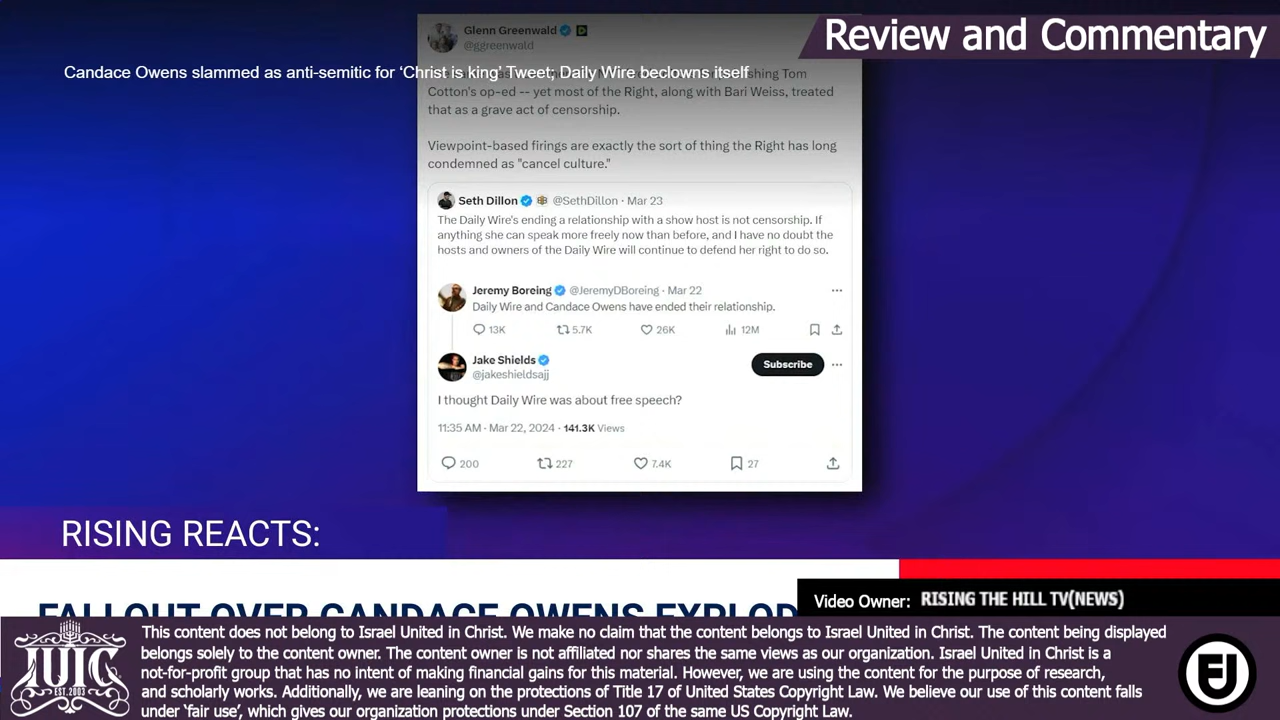 Review and Commentary
Candace Owens slammed as anti-semitic for ‘Christ is king’ Tweet; Daily Wire beclowns itself
Glenn Greenwald
@ggreenwald
shing Tom
Cotton's op-ed -- yet most of the Right, along with Bari Weiss, treated
that as a grave act of censorship.
Viewpoint-based firings are exactly the sort of thing the Right has long
condemned as "cancel culture."
Seth Dillon @SethDillon · Mar 23
The Daily Wire's ending a relationship with a show host is not censorship. If
anything she can speak more freely now than before, and I have no doubt the
hosts and owners of the Daily Wire will continue to defend her right to do so.
Jeremy Boreing @JeremyDBoreing · Mar 22
Daily Wire and Candace Owens have ended their relationship.
13K 5.7K 26K 12M
Jake Shields
@jakeshieldsajj
Subscribe
I thought Daily Wire was about free speech?
11:35 AM · Mar 22, 2024 · 141.3K Views
200 227 7.4K 27
RISING REACTS:
FALLOUT OVER CANDACE OWENS EXPLOD
Video Owner: RISING THE HILL TV(NEWS)
IUIC
EST. 2003
This content does not belong to Israel United in Christ. We make no claim that the content belongs to Israel United in Christ. The content being displayed
belongs solely to the content owner. The content owner is not affiliated nor shares the same views as our organization. Israel United in Christ is a
not-for-profit group that has no intent of making financial gains for this material. However, we are using the content for the purpose of research,
and scholarly works. Additionally, we are leaning on the protections of Title 17 of United States Copyright Law. We believe our use of this content falls
under 'fair use', which gives our organization protections under Section 107 of the same US Copyright Law.